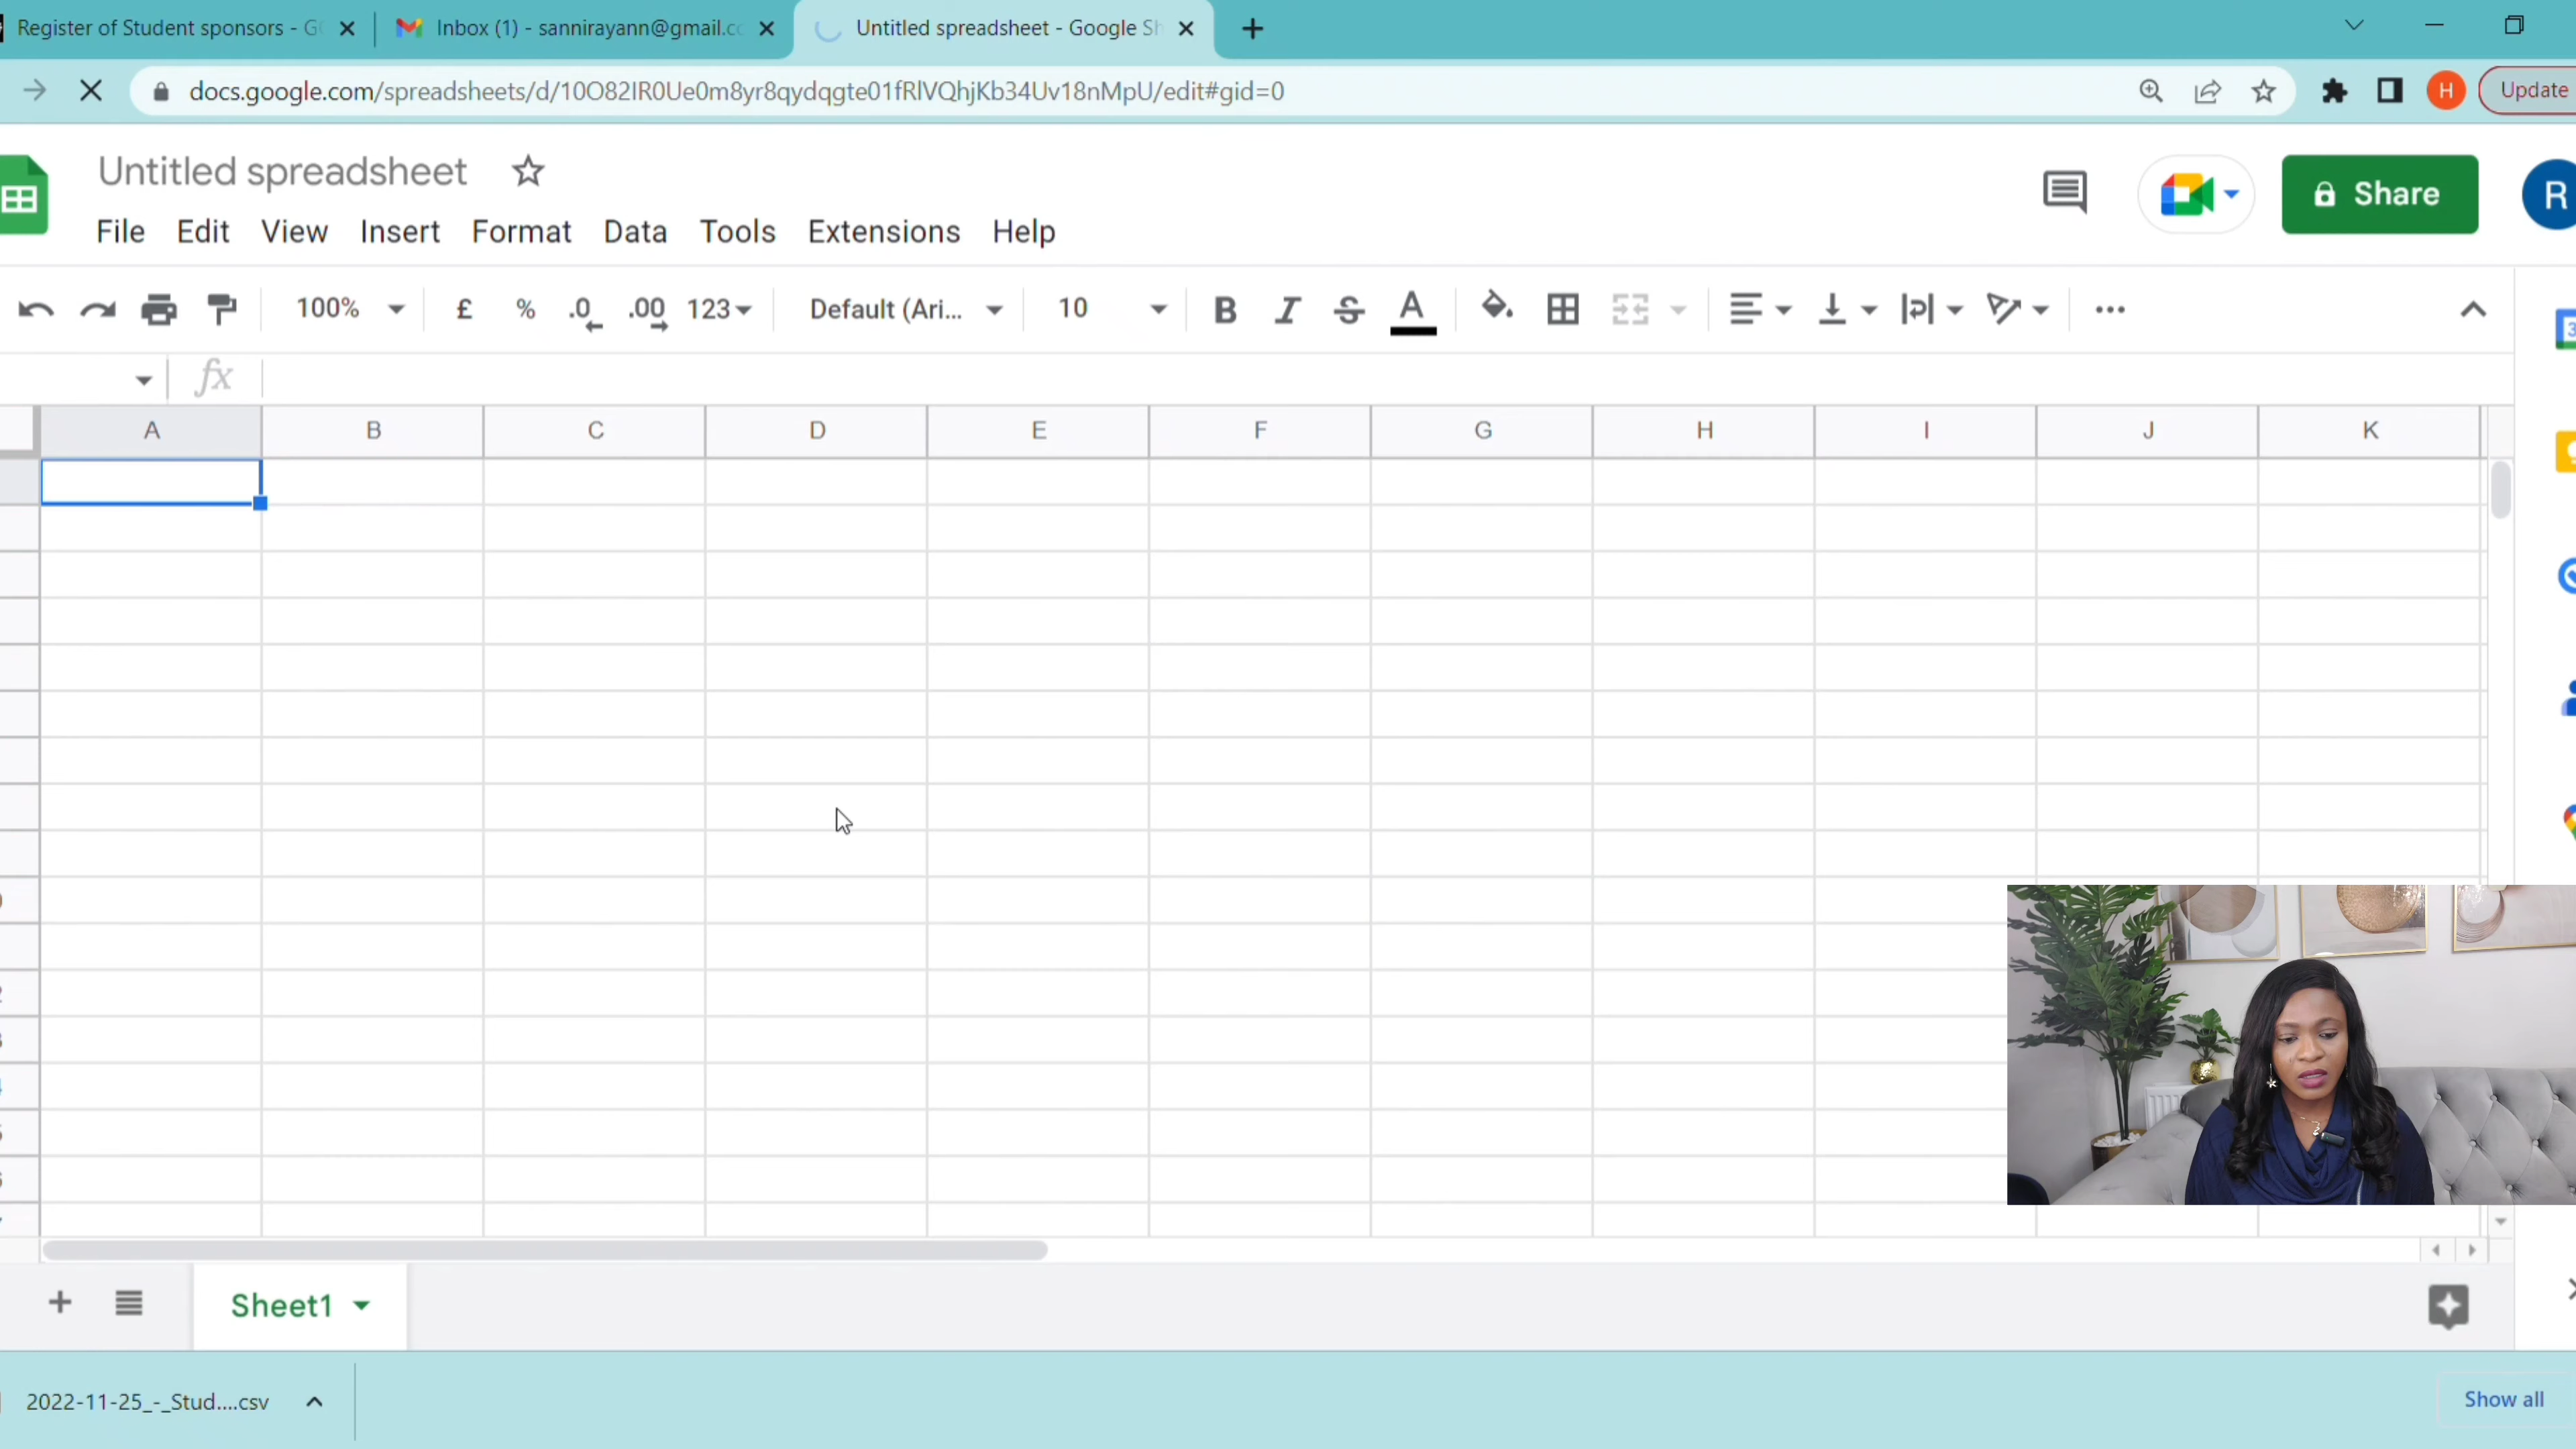 Register of Student sponsors - G
Inbox (1) - sannirayann@gmail.cc
Untitled spreadsheet - Google Sh
docs.google.com/spreadsheets/d/10O82IR0Ue0m8yr8qydqgte01fRlVQhjKb34Uv18nMpU/edit#gid=0
H
Update
Untitled spreadsheet
File Edit View Insert Format Data Tools Extensions Help
Share
R
100% £ % .0 .00 123 Default (Ari... 10 B I S A
fx
A B C D E F G H I J K
Sheet1
2022-11-25_-_Stud....csv
Show all